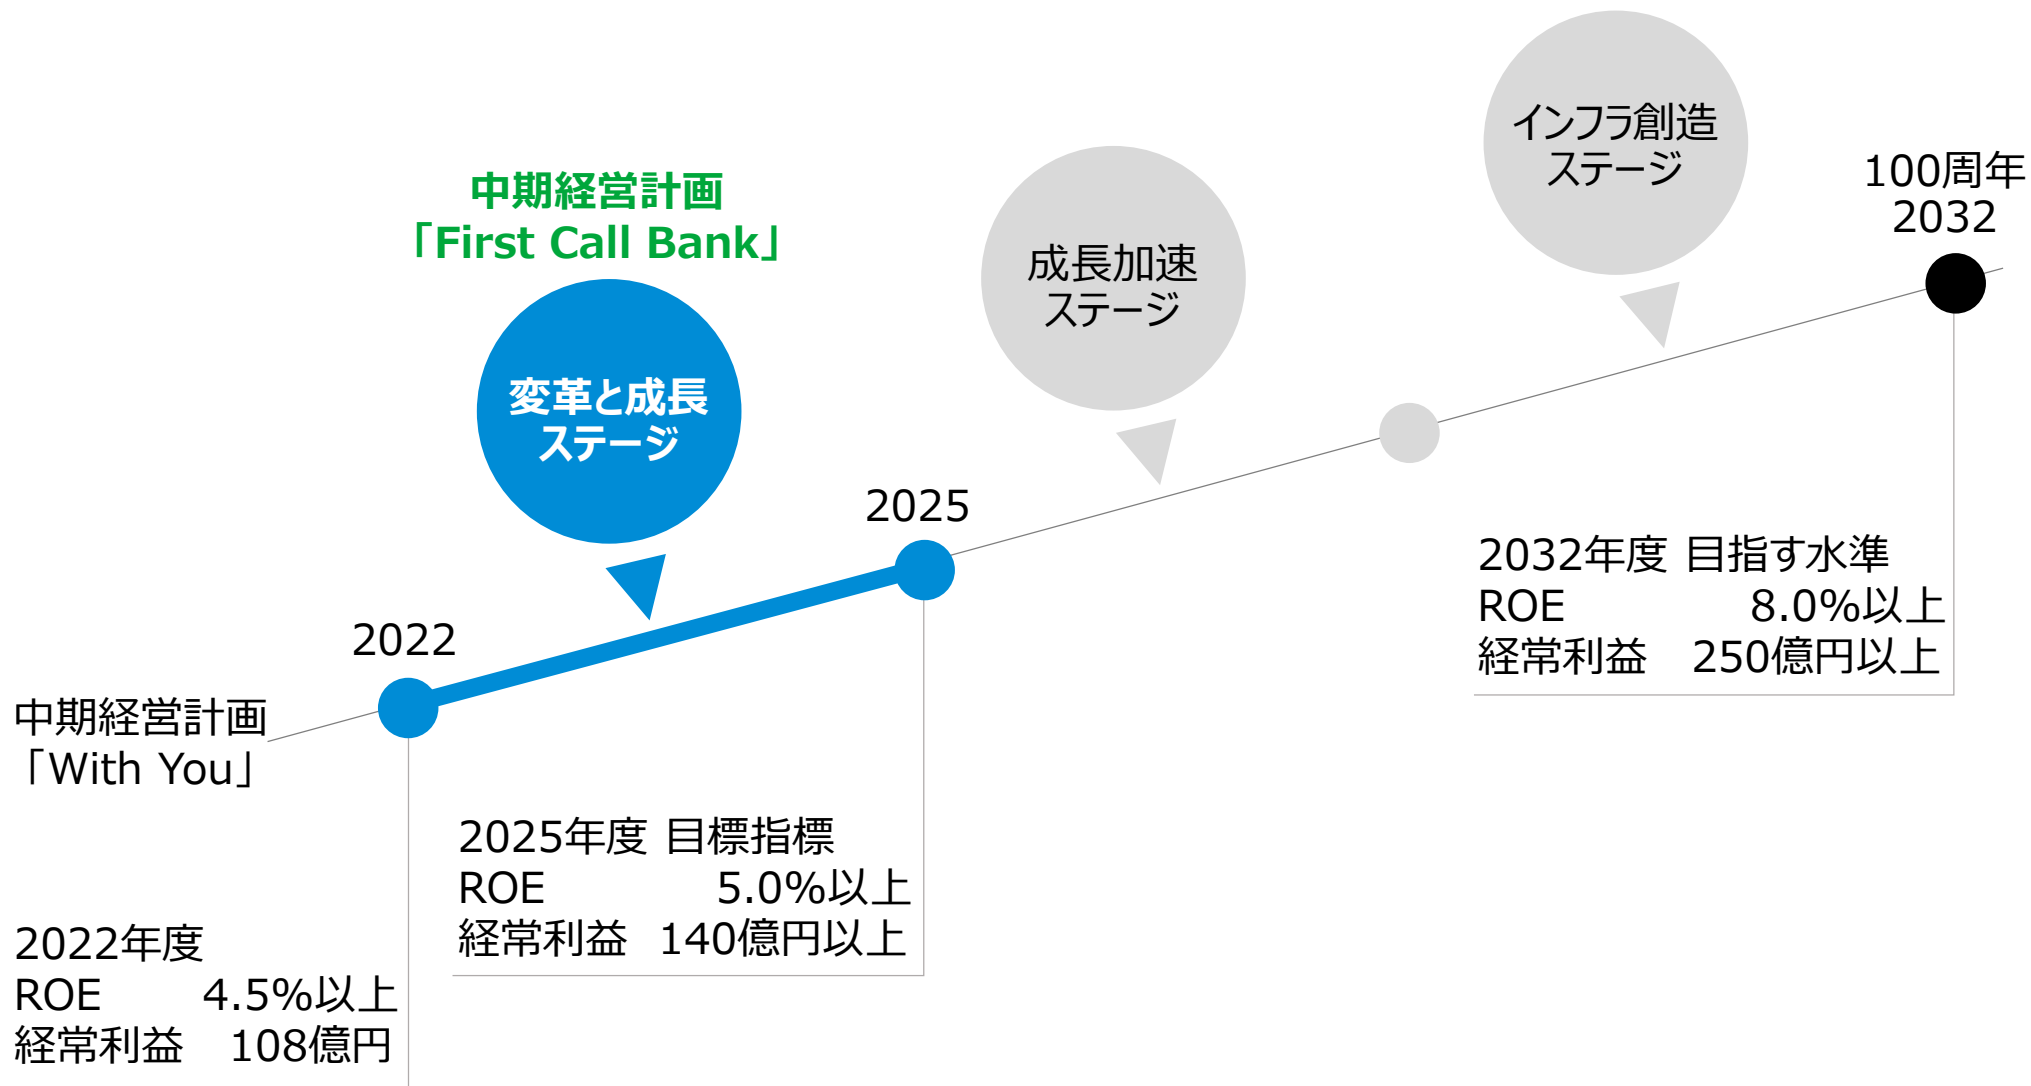 中期経営計画
「First Call Bank」
変革と成長
ステージ
成長加速
ステージ
インフラ創造
ステージ
100周年
2032
2025
2022
中期経営計画
「With You」
2022年度
ROE 4.5%以上
経常利益 108億円
2025年度 目標指標
ROE 5.0%以上
経常利益 140億円以上
2032年度 目指す水準
ROE 8.0%以上
経常利益 250億円以上